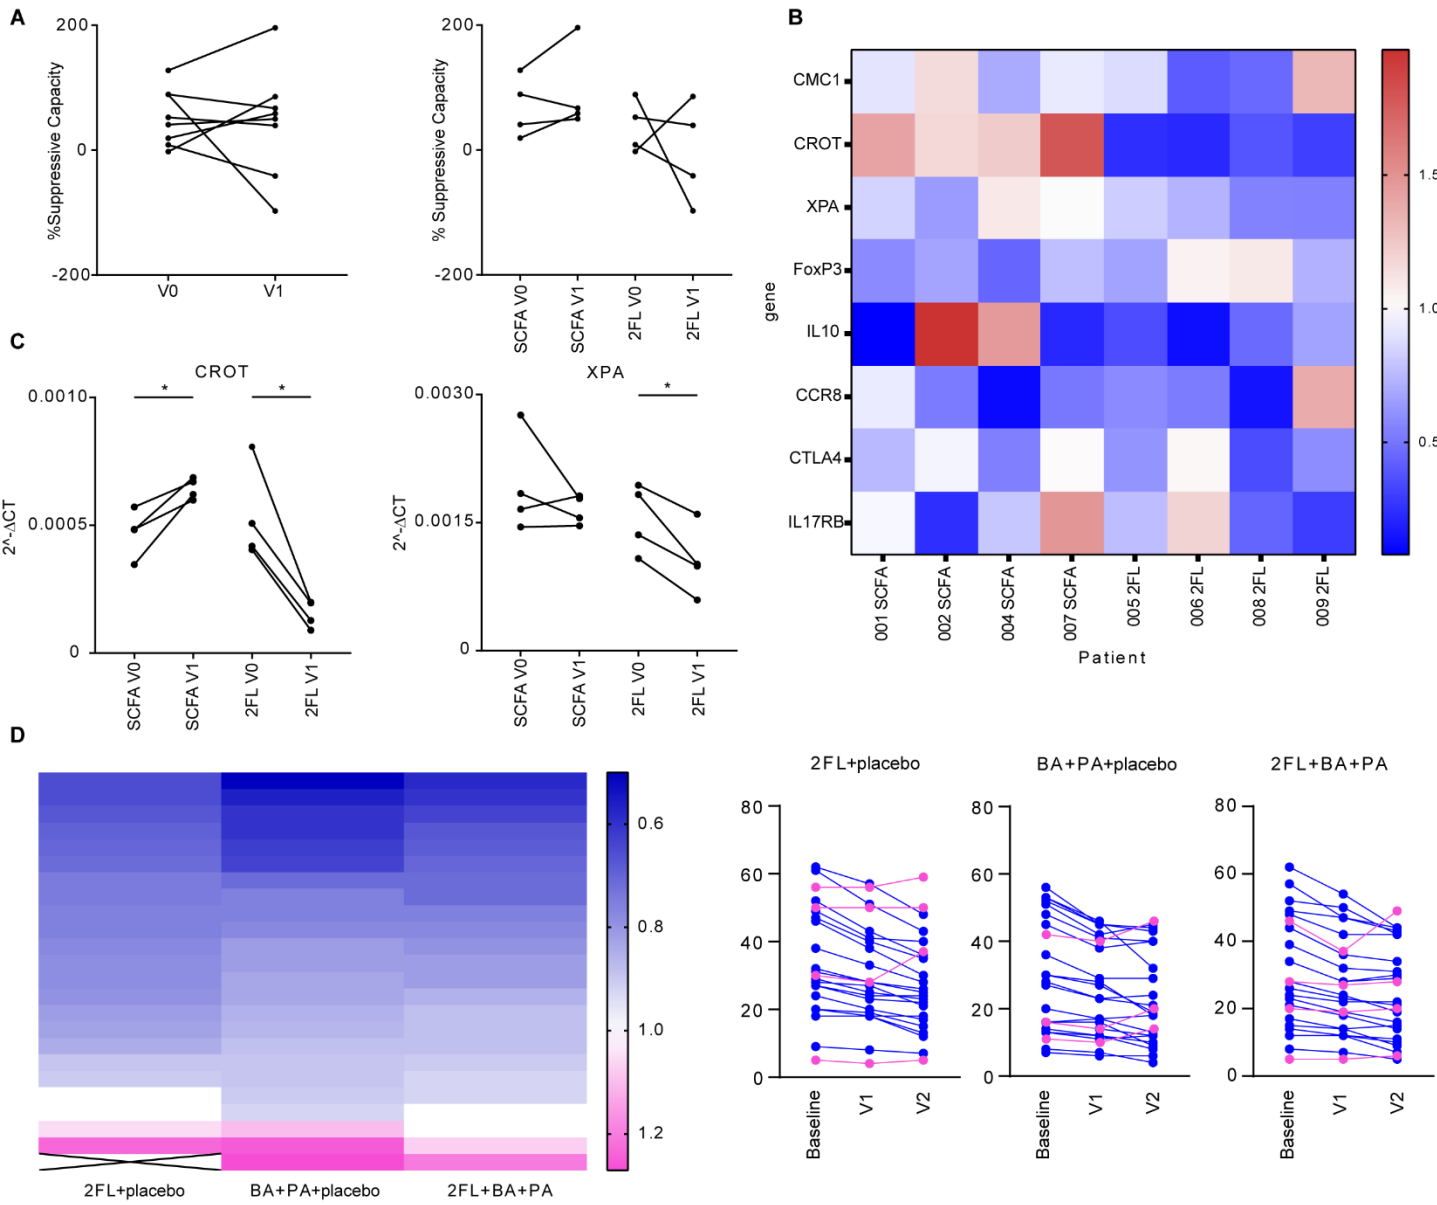 A
200
0
-200
%Suppressive Capacity
V0
V1
200
0
-200
% Suppressive Capacity
SCFA V0
SCFA V1
2FL V0
2FL V1
B
gene
CMC1
CROT
XPA
FoxP3
IL10
CCR8
CTLA4
IL17RB
001 SCFA
002 SCFA
004 SCFA
007 SCFA
005 2FL
006 2FL
008 2FL
009 2FL
Patient
1.5
1.0
0.5
C
CROT
*
*
0.0010
0.0005
0
2^-ΔCT
SCFA V0
SCFA V1
2FL V0
2FL V1
XPA
*
0.0030
0.0015
0
2^-ΔCT
SCFA V0
SCFA V1
2FL V0
2FL V1
D
0.6
0.8
1.0
1.2
2FL+placebo
BA+PA+placebo
2FL+BA+PA
2FL+placebo
80
60
40
20
0
Baseline
V1
V2
BA+PA+placebo
80
60
40
20
0
Baseline
V1
V2
2FL+BA+PA
80
60
40
20
0
Baseline
V1
V2